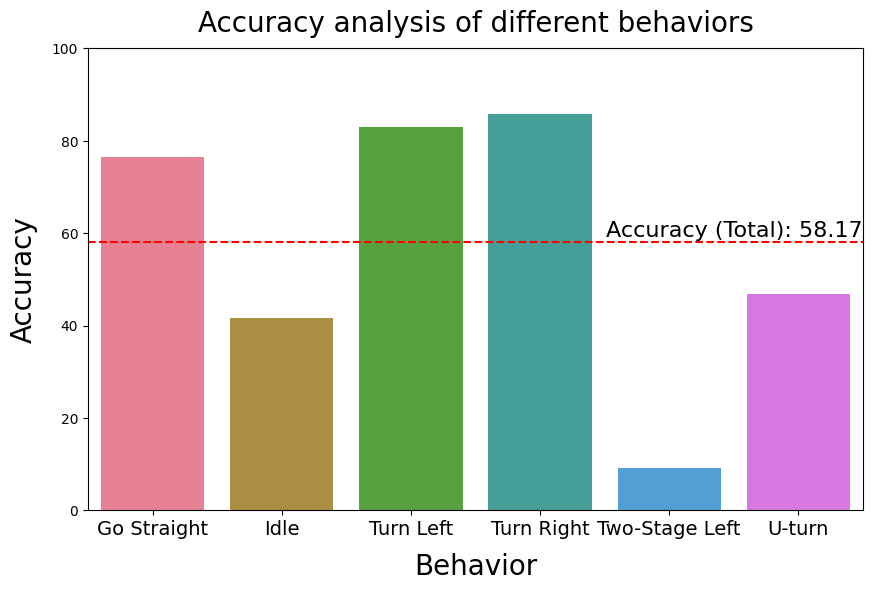 Accuracy analysis of different behaviors
Accuracy
100
80
60
40
20
0
Accuracy (Total): 58.17
Go Straight
Idle
Turn Left
Turn Right
Two-Stage Left
U-turn
Behavior